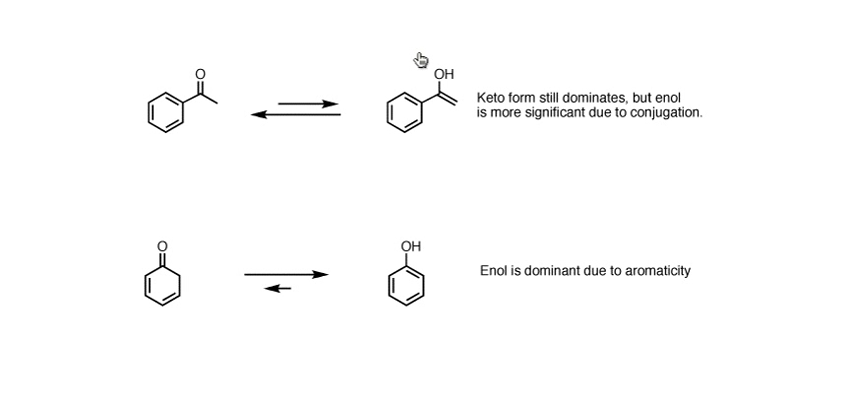 O
OH
Keto form still dominates, but enol
is more significant due to conjugation.
O
OH
Enol is dominant due to aromaticity